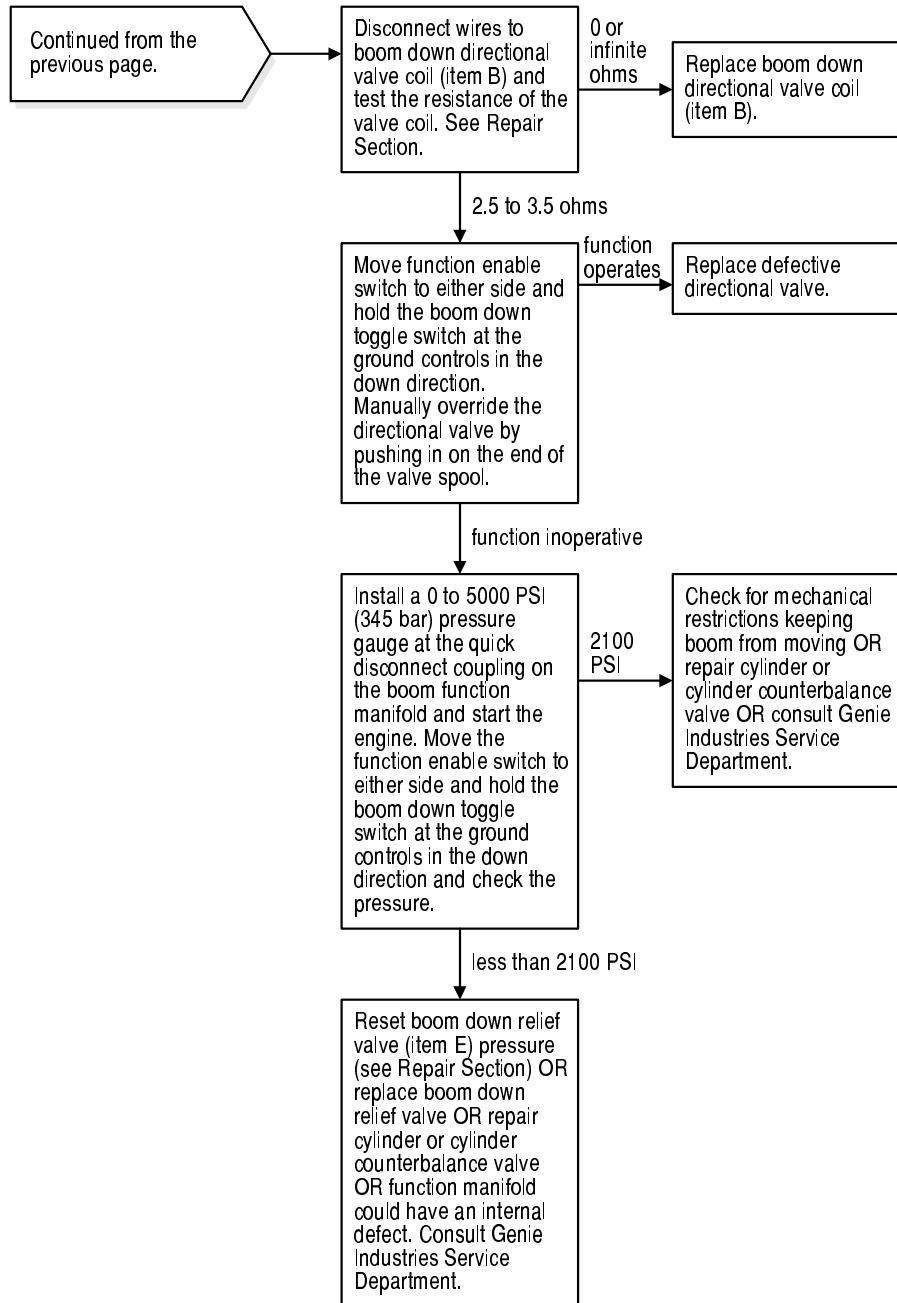 Continued from the
previous page.
Disconnect wires to
boom down directional
valve coil (item B) and
test the resistance of the
valve coil. See Repair
Section.
0 or
infinite
ohms
Replace boom down
directional valve coil
(item B).
2.5 to 3.5 ohms
Move function enable
switch to either side and
hold the boom down
toggle switch at the
ground controls in the
down direction.
Manually override the
directional valve by
pushing in on the end of
the valve spool.
function
operates
Replace defective
directional valve.
function inoperative
Install a 0 to 5000 PSI
(345 bar) pressure
gauge at the quick
disconnect coupling on
the boom function
manifold and start the
engine. Move the
function enable switch to
either side and hold the
boom down toggle
switch at the ground
controls in the down
direction and check the
pressure.
2100
PSI
Check for mechanical
restrictions keeping
boom from moving OR
repair cylinder or
cylinder counterbalance
valve OR consult Genie
Industries Service
Department.
less than 2100 PSI
Reset boom down relief
valve (item E) pressure
(see Repair Section) OR
replace boom down
relief valve OR repair
cylinder or cylinder
counterbalance valve
OR function manifold
could have an internal
defect. Consult Genie
Industries Service
Department.